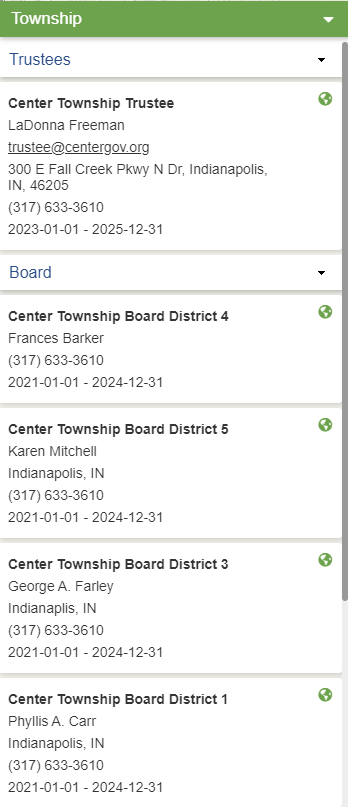 Township
Trustees
Center Township Trustee
LaDonna Freeman
trustee@centergov.org
300 E Fall Creek Pkwy N Dr, Indianapolis,
IN, 46205
(317) 633-3610
2023-01-01 - 2025-12-31
Board
Center Township Board District 4
Frances Barker
(317) 633-3610
2021-01-01 - 2024-12-31
Center Township Board District 5
Karen Mitchell
Indianapolis, IN
(317) 633-3610
2021-01-01 - 2024-12-31
Center Township Board District 3
George A. Farley
Indianaplis, IN
(317) 633-3610
2021-01-01 - 2024-12-31
Center Township Board District 1
Phyllis A. Carr
Indianapolis, IN
(317) 633-3610
2021-01-01 - 2024-12-31